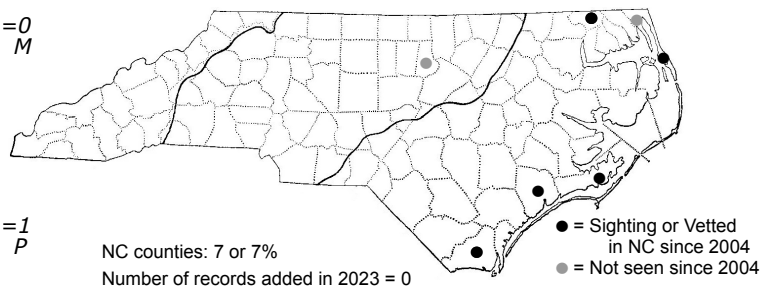 =0
M
=1
P
NC counties: 7 or 7%
Number of records added in 2023 = 0
= Sighting or Vetted
in NC since 2004
= Not seen since 2004